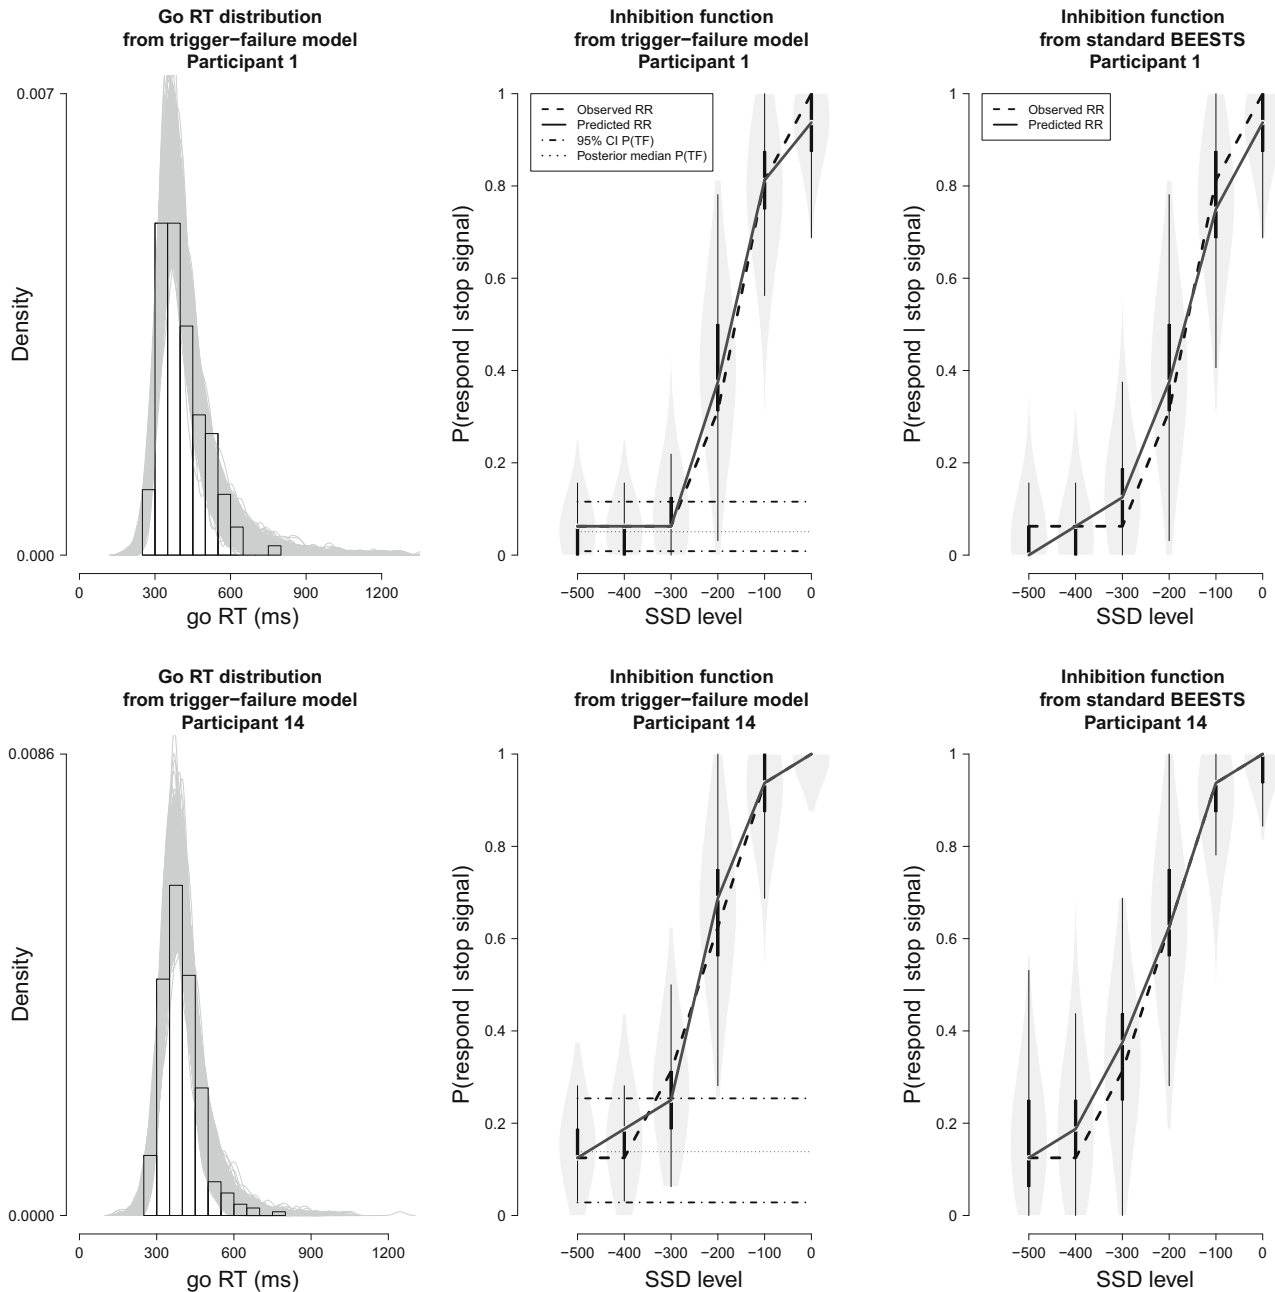 Go RT distribution
from trigger−failure model
Participant 1
0.007
0.000
Density
0 300 600 900 1200
go RT (ms)
Inhibition function
from trigger−failure model
Participant 1
Observed RR
Predicted RR
95% CI P(TF)
Posterior median P(TF)
1
0.8
0.6
0.4
0.2
0
P(respond | stop signal)
−500 −400 −300 −200 −100 0
SSD level
Inhibition function
from standard BEESTS
Participant 1
Observed RR
Predicted RR
1
0.8
0.6
0.4
0.2
0
P(respond | stop signal)
−500 −400 −300 −200 −100 0
SSD level
Go RT distribution
from trigger−failure model
Participant 14
0.0086
0.0000
Density
0 300 600 900 1200
go RT (ms)
Inhibition function
from trigger−failure model
Participant 14
1
0.8
0.6
0.4
0.2
0
P(respond | stop signal)
−500 −400 −300 −200 −100 0
SSD level
Inhibition function
from standard BEESTS
Participant 14
1
0.8
0.6
0.4
0.2
0
P(respond | stop signal)
−500 −400 −300 −200 −100 0
SSD level